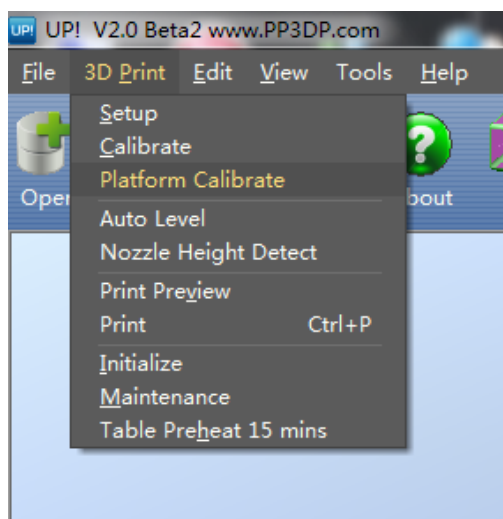 UP! UP! V2.0 Beta2 www.PP3DP.com
File 3D Print Edit View Tools Help
Setup
Calibrate
Platform Calibrate
Auto Level
Nozzle Height Detect
Print Preview
Print Ctrl+P
Initialize
Maintenance
Table Preheat 15 mins